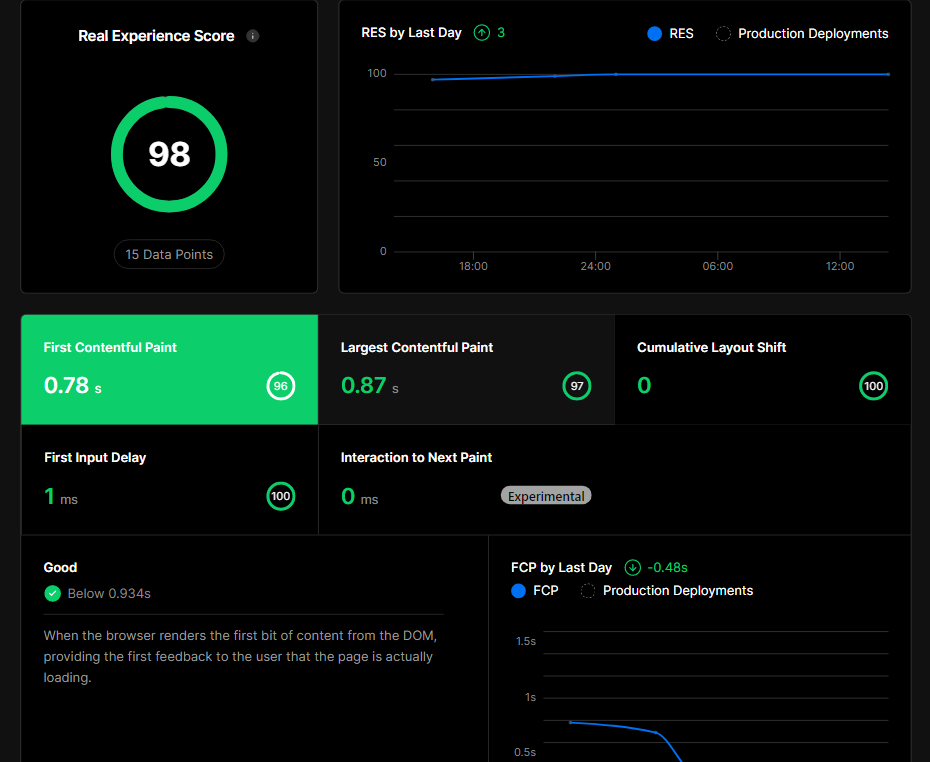 Real Experience Score
98
15 Data Points
RES by Last Day 3
RES Production Deployments
100
50
0
18:00 24:00 06:00 12:00
First Contentful Paint
0.78 s 96
Largest Contentful Paint
0.87 s 97
Cumulative Layout Shift
0 100
First Input Delay
1 ms 100
Interaction to Next Paint
0 ms Experimental
Good
Below 0.934s
When the browser renders the first bit of content from the DOM,
providing the first feedback to the user that the page is actually
loading.
FCP by Last Day -0.48s
FCP Production Deployments
1.5s
1s
0.5s